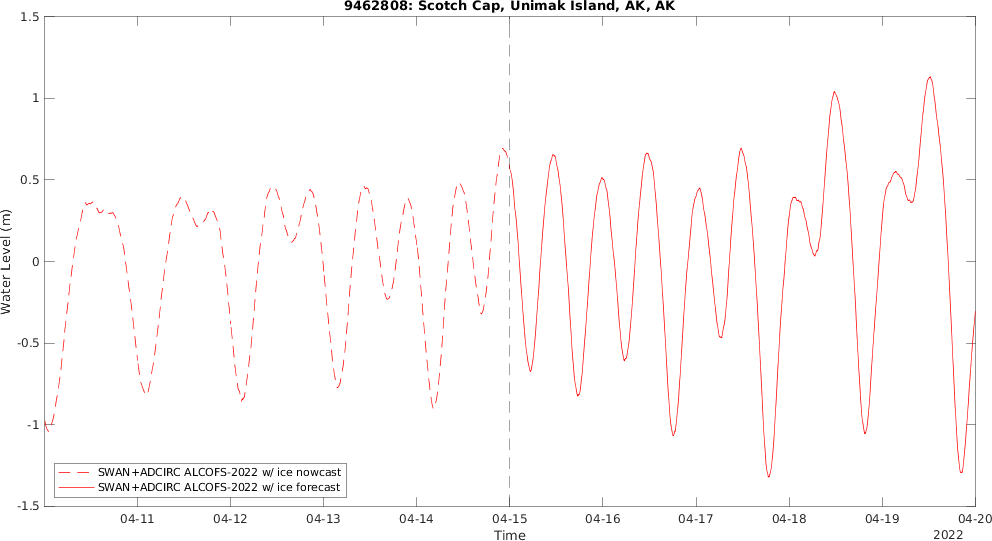 9462808: Scotch Cap, Unimak Island, AK, AK
1.5
1
0.5
0
-0.5
-1
-1.5
Water Level (m)
SWAN+ADCIRC ALCOFS-2022 w/ ice nowcast
SWAN+ADCIRC ALCOFS-2022 w/ ice forecast
04-11 04-12 04-13 04-14 04-15 04-16 04-17 04-18 04-19 04-20
Time
2022